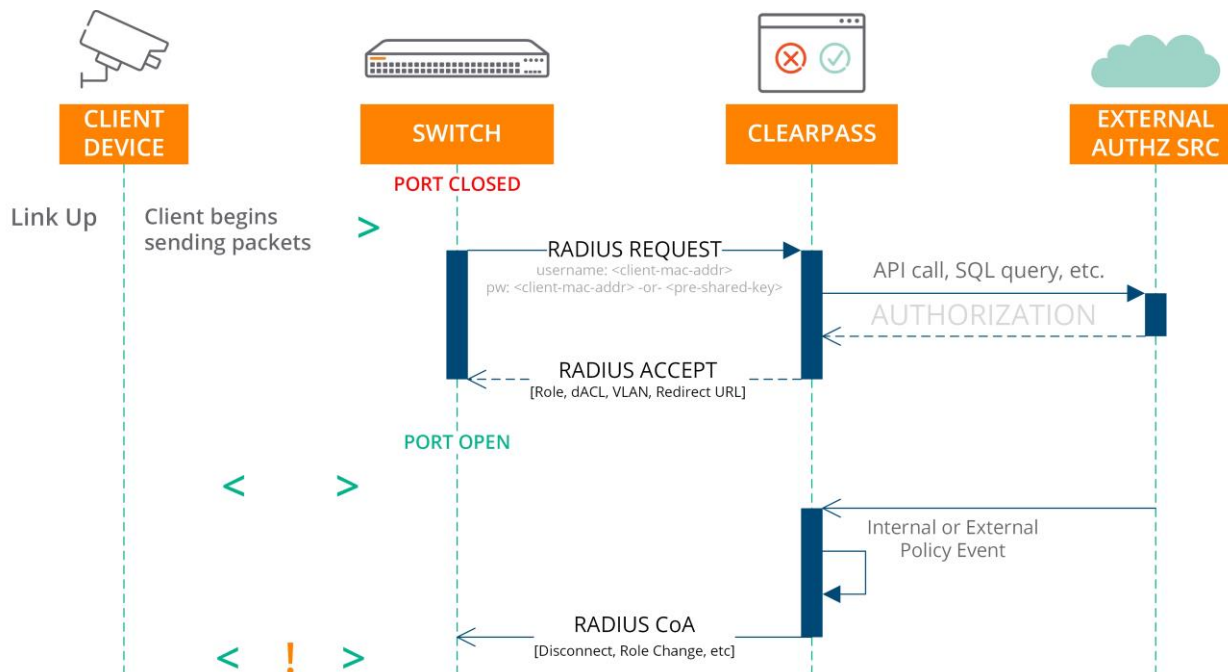 CLIENT
DEVICE
SWITCH
CLEARPASS
EXTERNAL
AUTHZ SRC
PORT CLOSED
Link Up
Client begins
sending packets
>
RADIUS REQUEST
username: <client-mac-addr>
pw: <client-mac-addr> -or- <pre-shared-key>
API call, SQL query, etc.
AUTHORIZATION
RADIUS ACCEPT
[Role, dACL, VLAN, Redirect URL]
PORT OPEN
< >
Internal or External
Policy Event
RADIUS CoA
[Disconnect, Role Change, etc]
< ! >